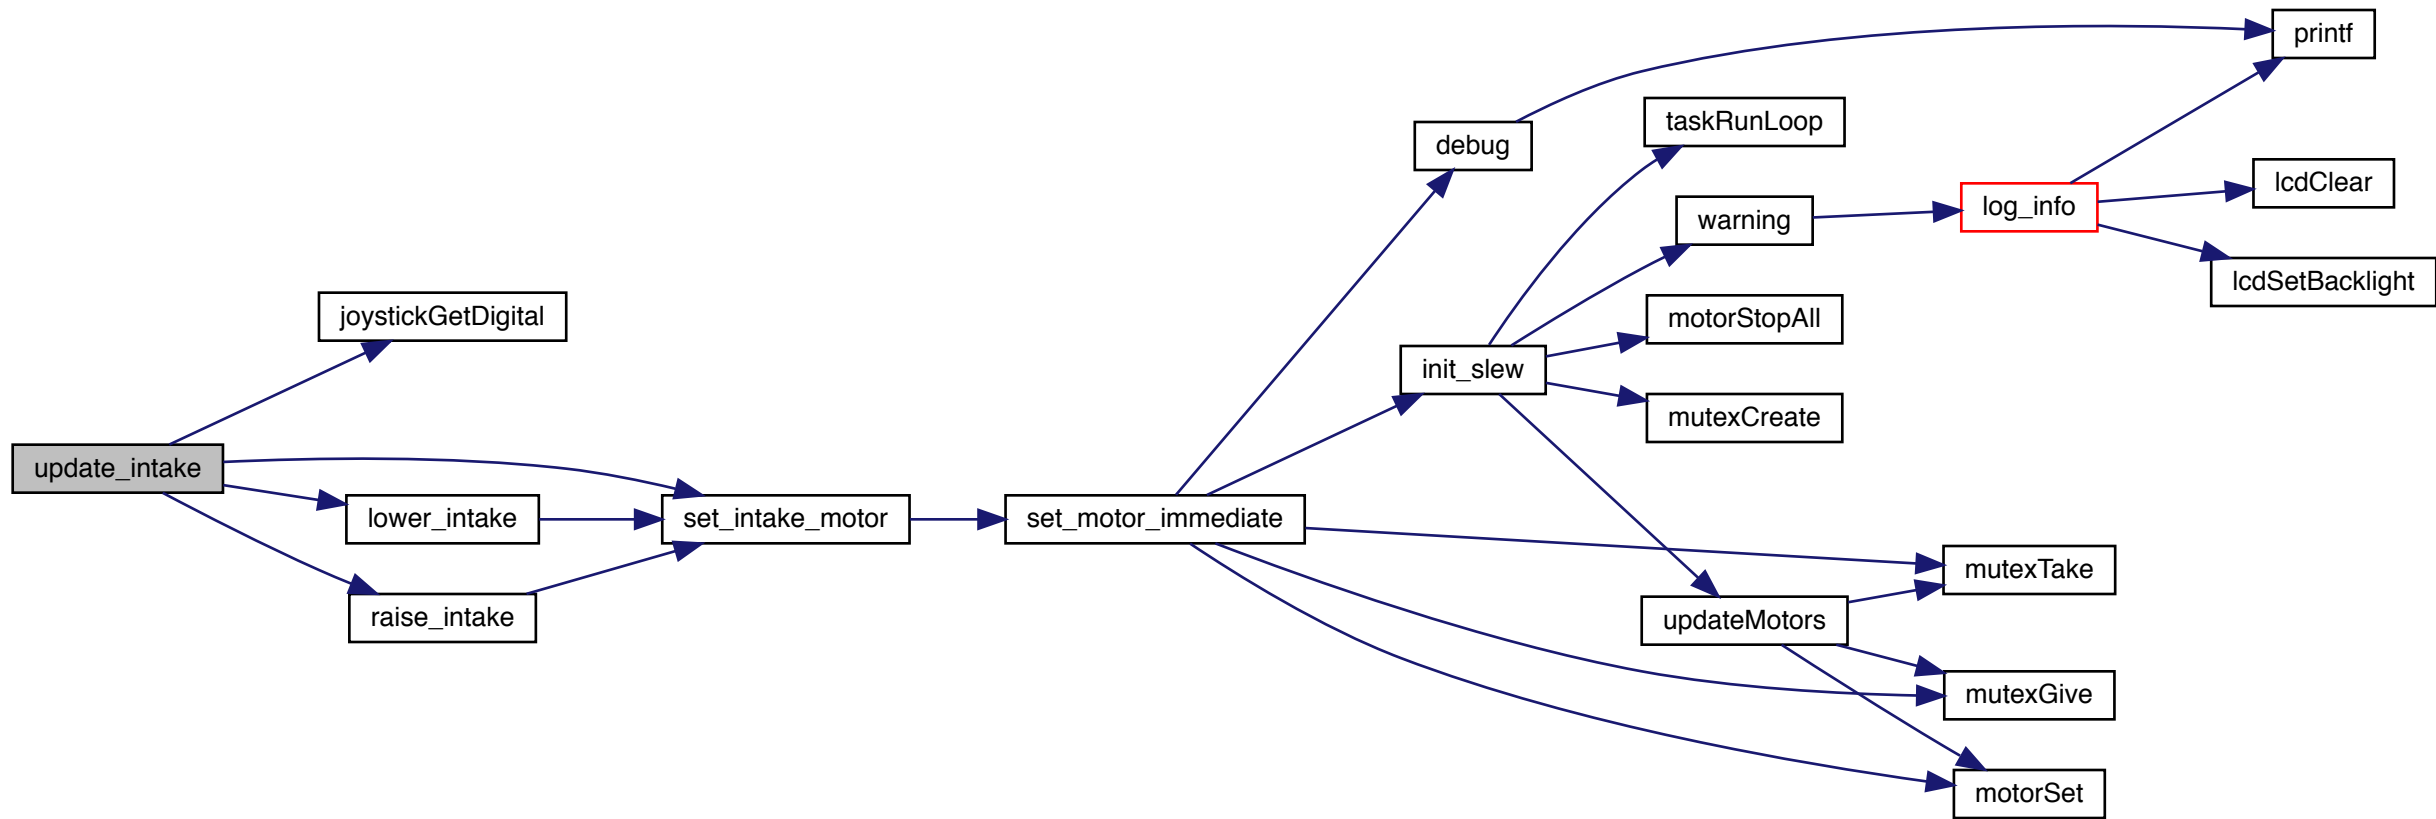 printf
taskRunLoop
debug
lcdClear
log_info
warning
lcdSetBacklight
joystickGetDigital
motorStopAll
init_slew
mutexCreate
update_intake
lower_intake
set_intake_motor
set_motor_immediate
mutexTake
raise_intake
updateMotors
mutexGive
motorSet